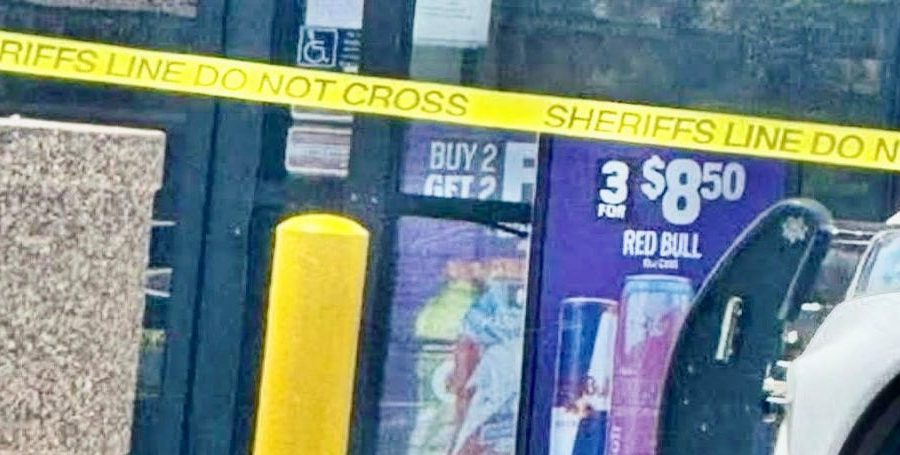 RIFFS LINE DO NOT CROSS SHERIFFS LINE DO N
BUY 2
GET 2
3
FOR
$8.50
RED BULL